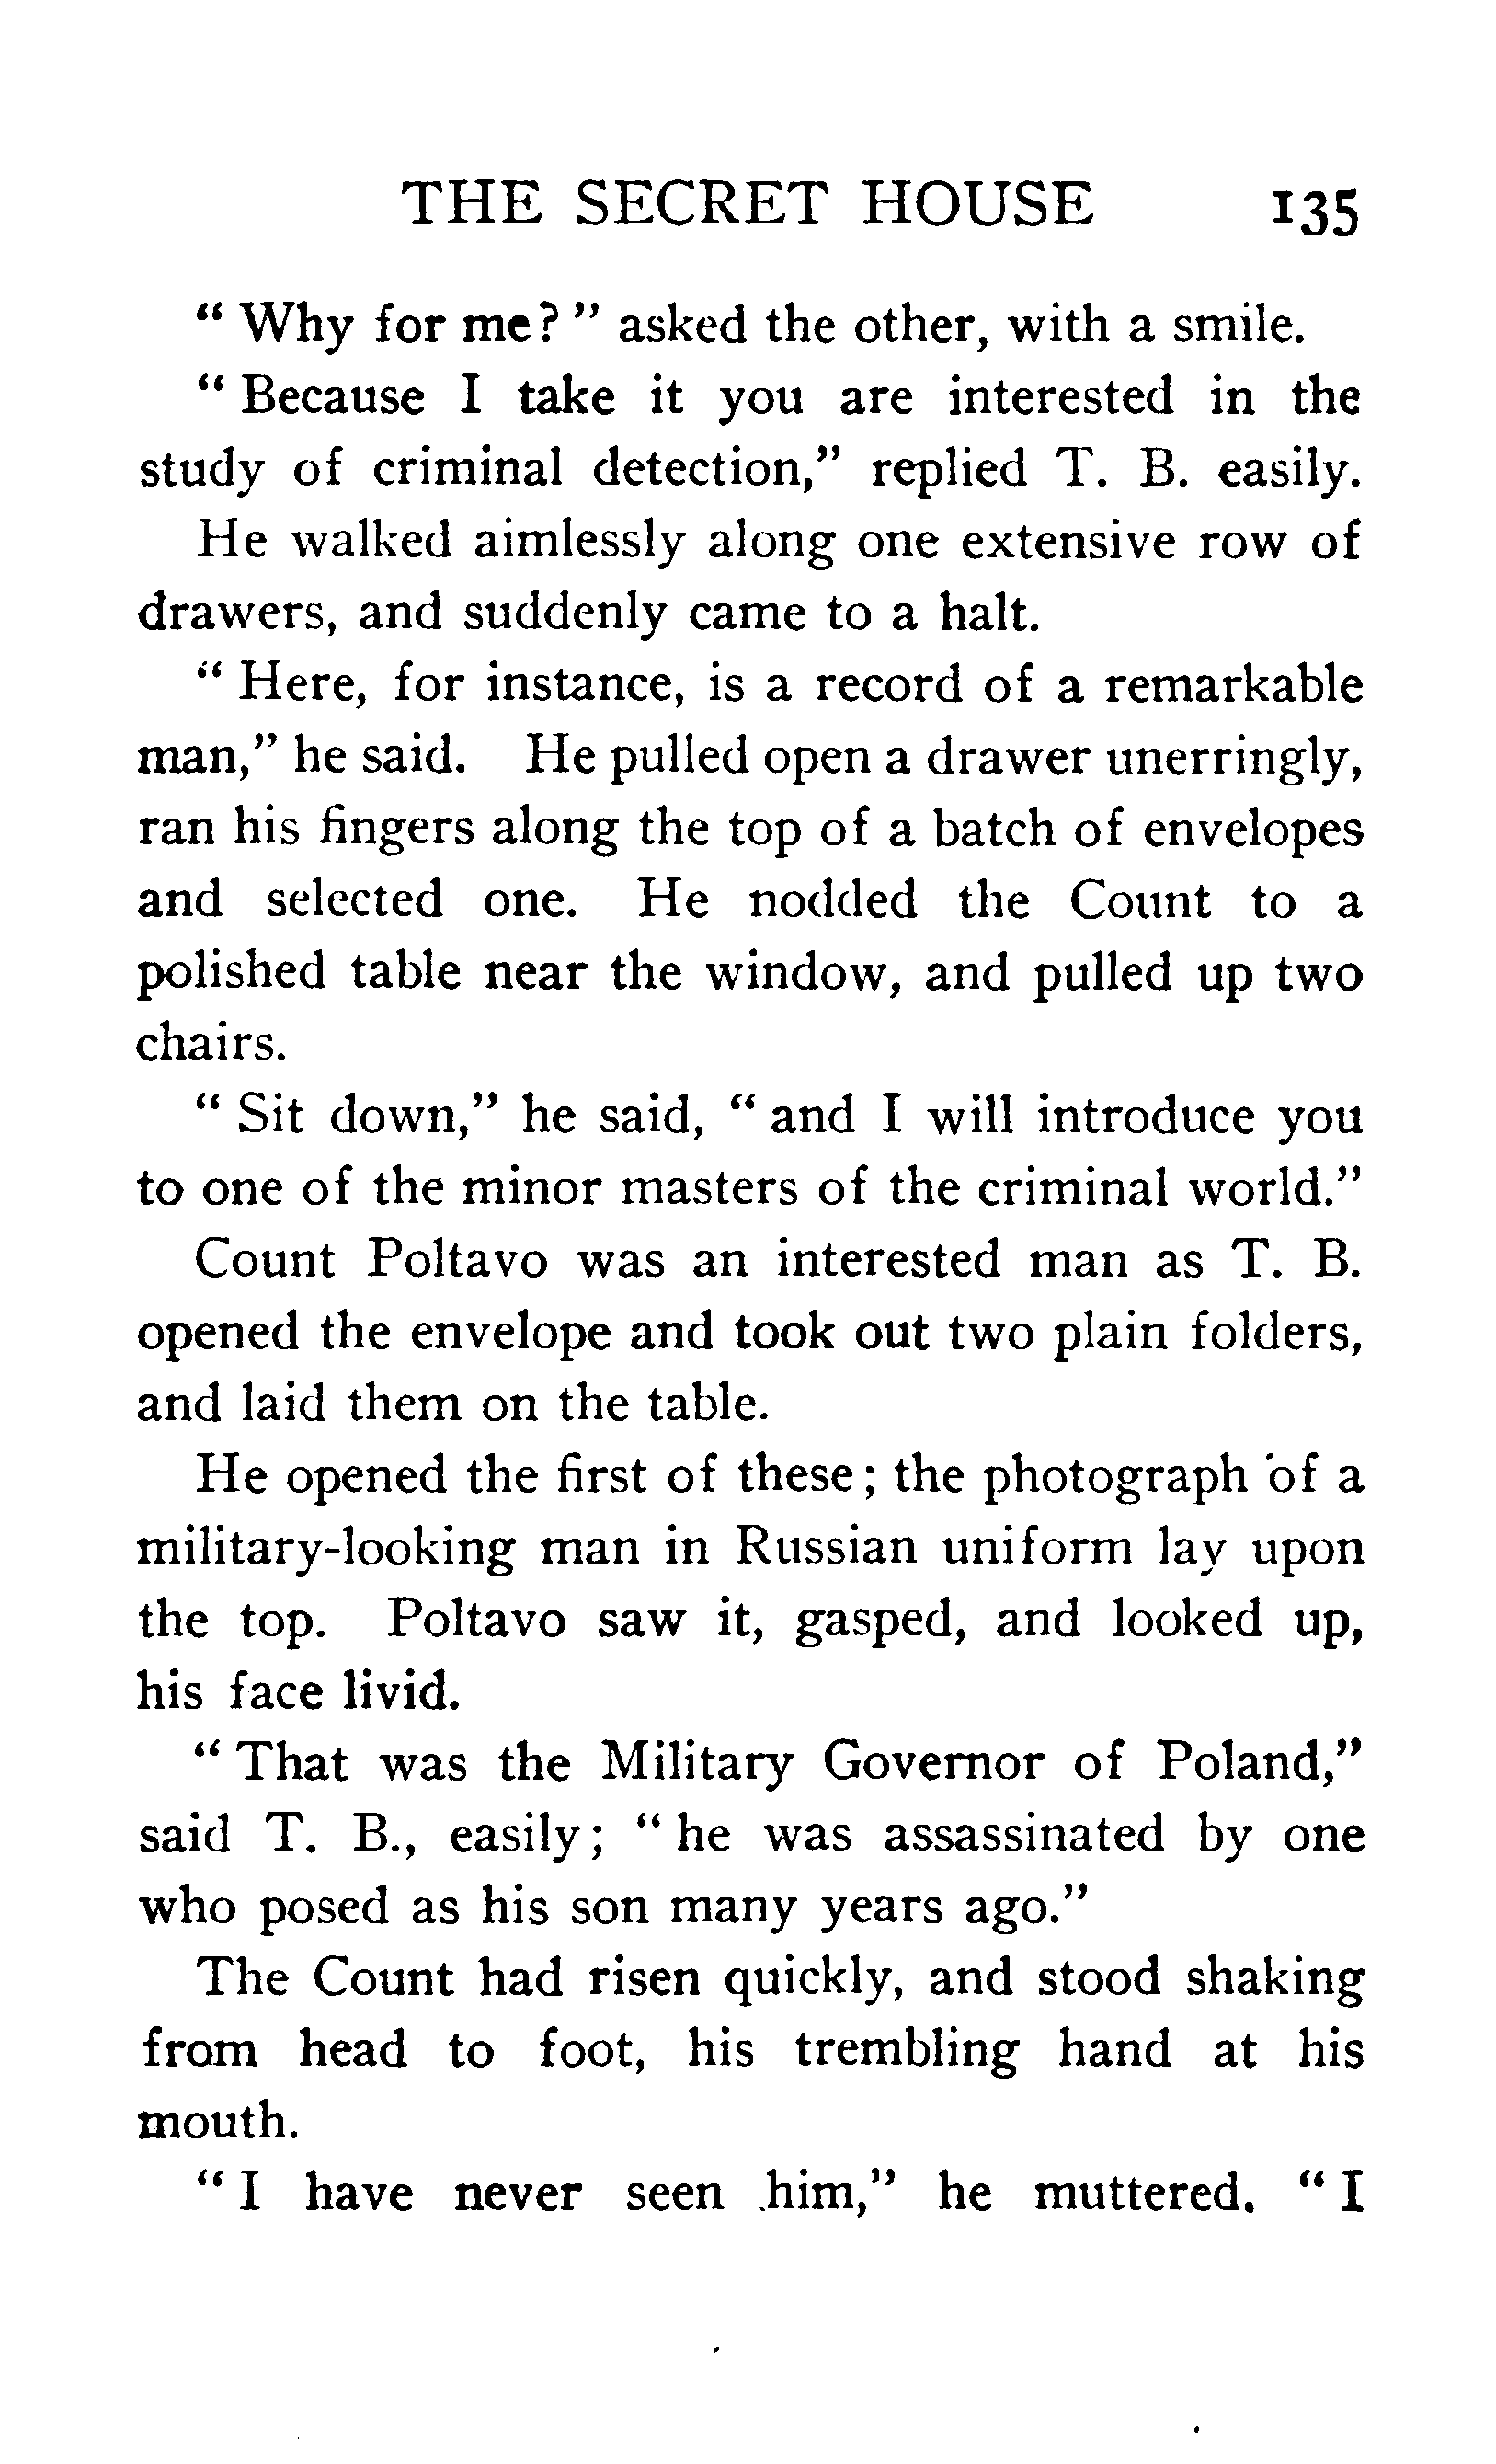 THE SECRET HOUSE 135
“ Why for me? ” asked the other, with a smile.
“ Because I take it you are interested in the
study of criminal detection,” replied T. B. easily.
He walked aimlessly along one extensive row of
drawers, and suddenly came to a halt.
“ Here, for instance, is a record of a remarkable
man,” he said. He pulled open a drawer unerringly,
ran his fingers along the top of a batch of envelopes
and selected one. He nodded the Count to a
polished table near the window, and pulled up two
chairs.
“ Sit down,” he said, “ and I will introduce you
to one of the minor masters of the criminal world.”
Count Poltavo was an interested man as T. B.
opened the envelope and took out two plain folders,
and laid them on the table.
He opened the first of these ; the photograph of a
military-looking man in Russian uniform lay upon
the top. Poltavo saw it, gasped, and looked up,
his face livid.
“ That was the Military Governor of Poland,”
said T. B., easily ; “ he was assassinated by one
who posed as his son many years ago.”
The Count had risen quickly, and stood shaking
from head to foot, his trembling hand at his
mouth.
“ I have never seen him,” he muttered. “ I